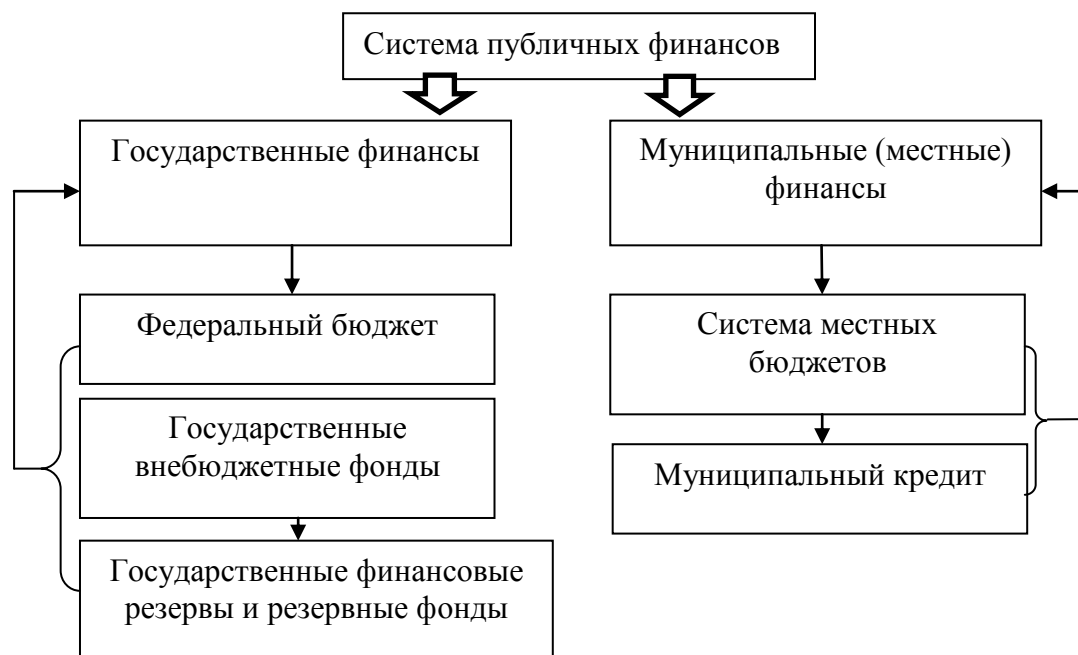 Система публичных финансов
Государственные финансы
Муниципальные (местные)
финансы
Федеральный бюджет
Система местных
бюджетов
Государственные
внебюджетные фонды
Муниципальный кредит
Государственные финансовые
резервы и резервные фонды